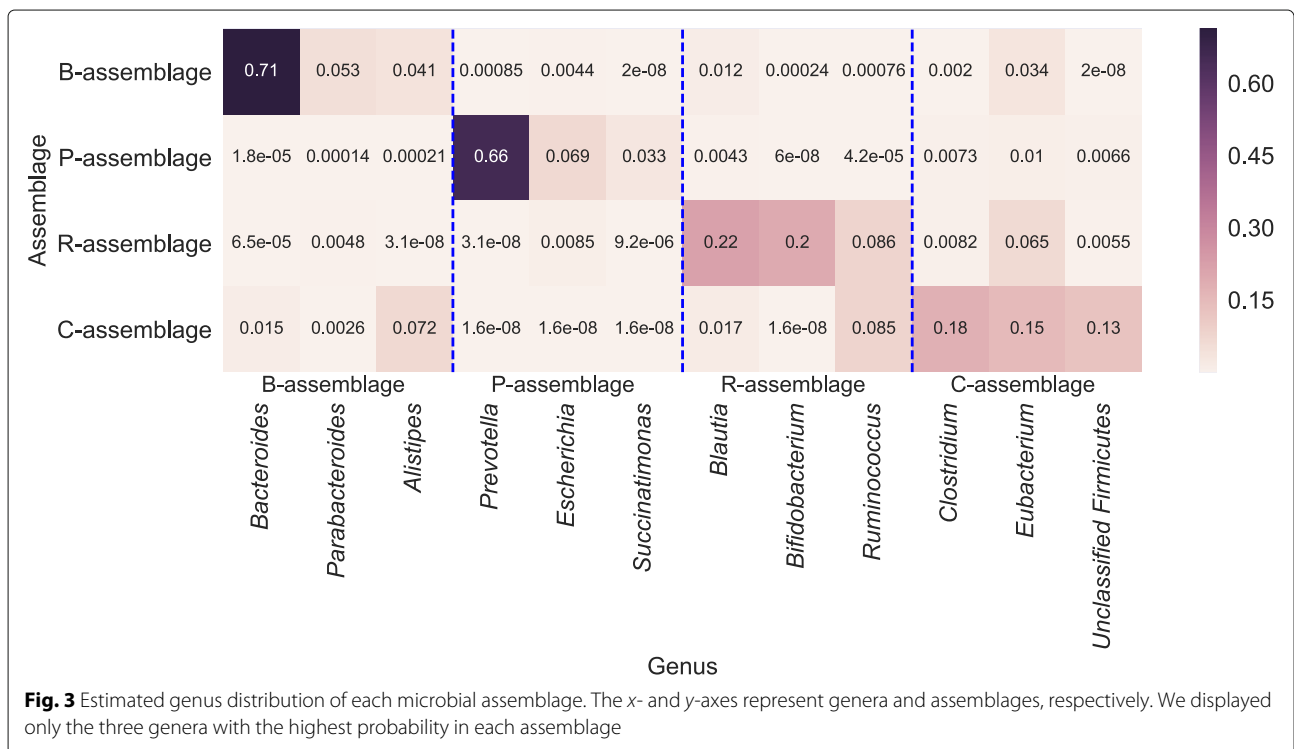 B-assemblage 0.71 0.053 0.041 0.00085 0.0044 2e-08 0.012 0.00024 0.00076 0.002 0.034 2e-08
P-assemblage 1.8e-05 0.00014 0.00021 0.66 0.069 0.033 0.0043 6e-08 4.2e-05 0.0073 0.01 0.0066
R-assemblage 6.5e-05 0.0048 3.1e-08 3.1e-08 0.0085 9.2e-06 0.22 0.2 0.086 0.0082 0.065 0.0055
C-assemblage 0.015 0.0026 0.072 1.6e-08 1.6e-08 1.6e-08 0.017 1.6e-08 0.085 0.18 0.15 0.13
Assemblage
0.60
0.45
0.30
0.15
B-assemblage P-assemblage R-assemblage C-assemblage
Bacteroides
Parabacteroides
Alistipes
Prevotella
Escherichia
Succinatimonas
Blautia
Bifidobacterium
Ruminococcus
Clostridium
Eubacterium
Unclassified Firmicutes
Genus
Fig. 3 Estimated genus distribution of each microbial assemblage. The x- and y-axes represent genera and assemblages, respectively. We displayed
only the three genera with the highest probability in each assemblage